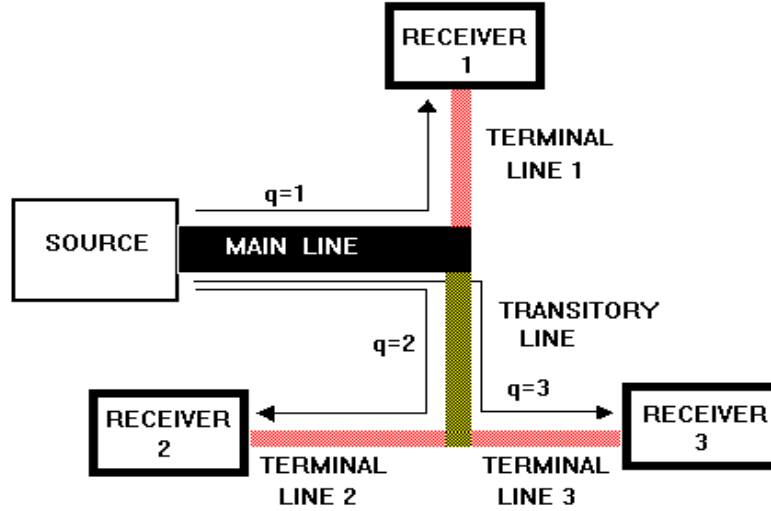 RECEIVER
1
TERMINAL
LINE 1
q=1
SOURCE
MAIN LINE
TRANSITORY
LINE
q=2
q=3
RECEIVER
2
RECEIVER
3
TERMINAL
LINE 2
TERMINAL
LINE 3